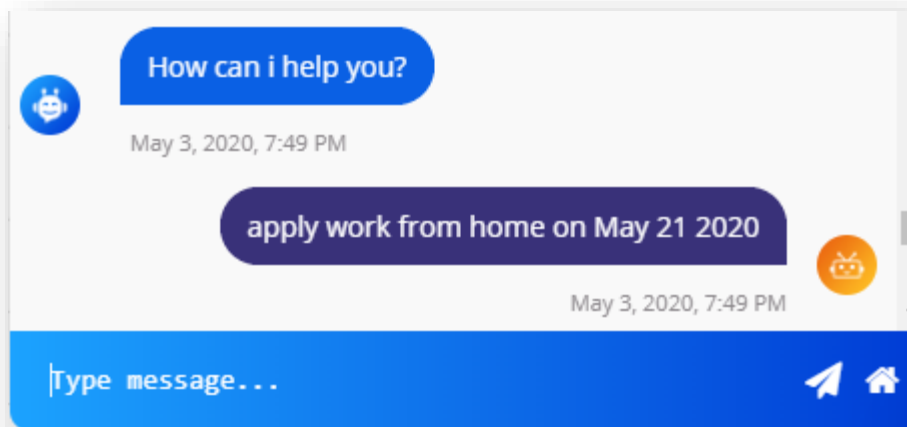 How can i help you?
May 3, 2020, 7:49 PM
apply work from home on May 21 2020
May 3, 2020, 7:49 PM
Type message...